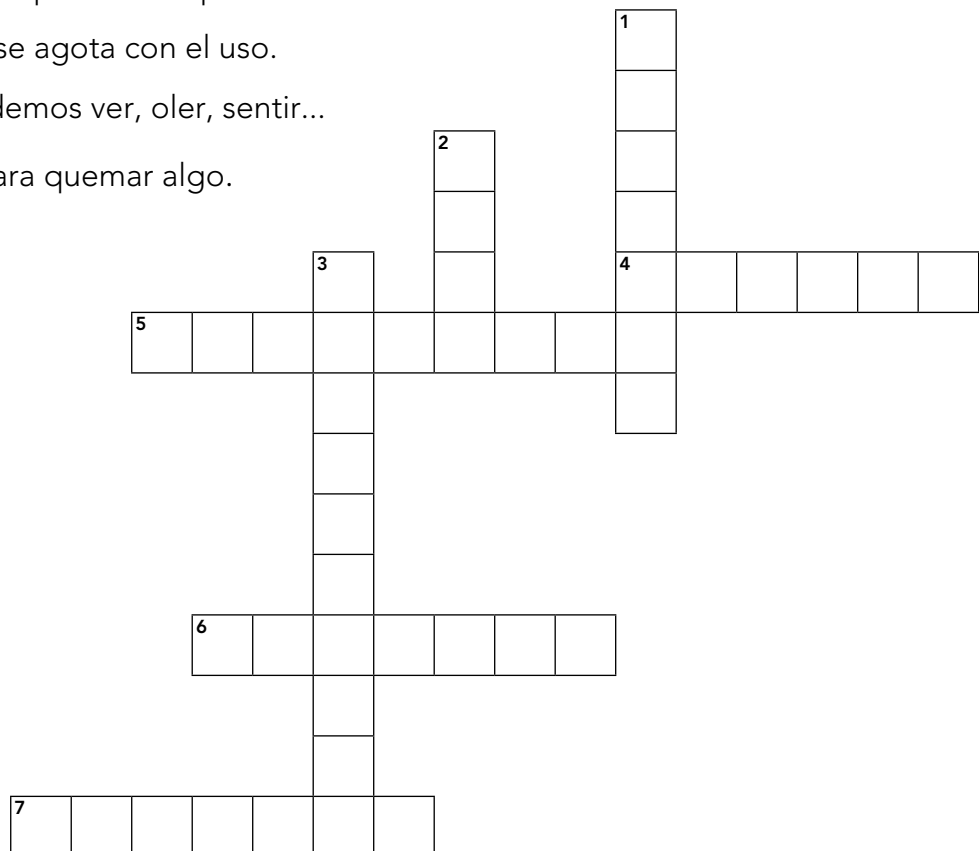 se agota con el uso.
demos ver, oler, sentir...
ara quemar algo.
1
2
3
4
5
6
7